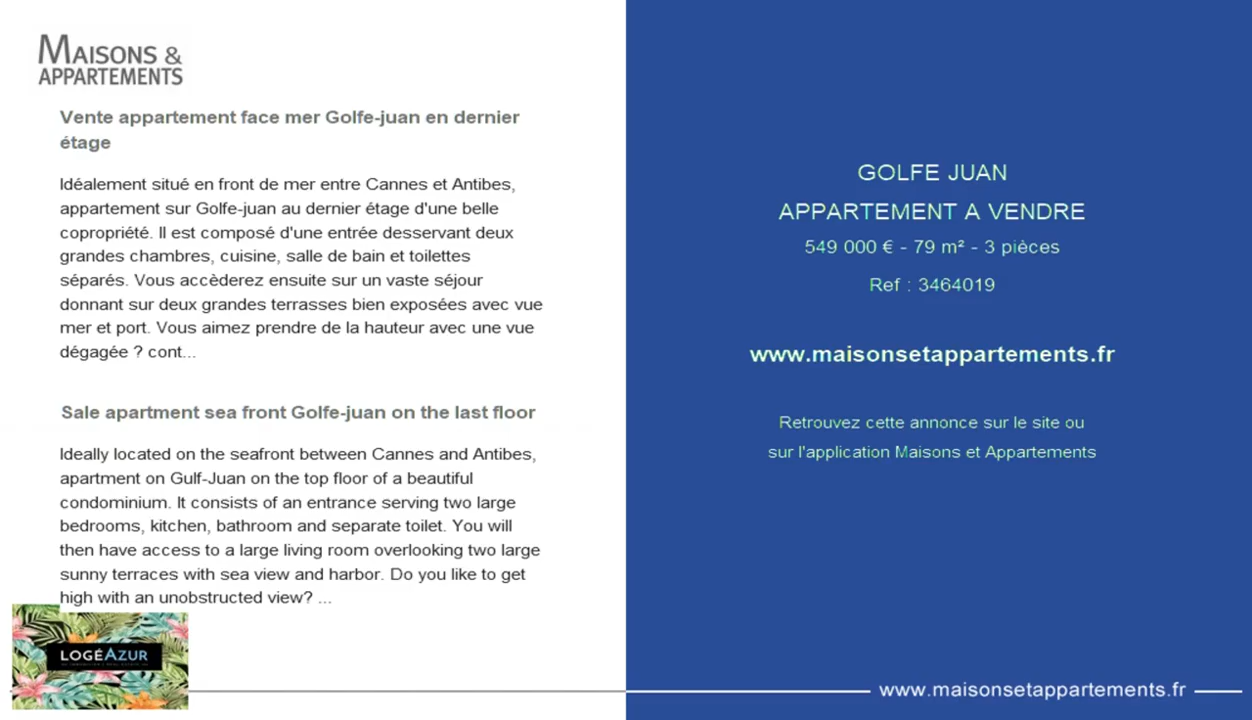 MAISONS &
APPARTEMENTS
Vente appartement face mer Golfe-juan en dernier
étage
Idéalement situé en front de mer entre Cannes et Antibes,
appartement sur Golfe-juan au dernier étage d'une belle
copropriété. Il est composé d'une entrée desservant deux
grandes chambres, cuisine, salle de bain et toilettes
séparés. Vous accèderez ensuite sur un vaste séjour
donnant sur deux grandes terrasses bien exposées avec vue
mer et port. Vous aimez prendre de la hauteur avec une vue
dégagée ? cont...
Sale apartment sea front Golfe-juan on the last floor
Ideally located on the seafront between Cannes and Antibes,
apartment on Gulf-Juan on the top floor of a beautiful
condominium. It consists of an entrance serving two large
bedrooms, kitchen, bathroom and separate toilet. You will
then have access to a large living room overlooking two large
sunny terraces with sea view and harbor. Do you like to get
high with an unobstructed view? ...
LOGÉAZUR
GOLFE JUAN
APPARTEMENT A VENDRE
549 000 € - 79 m² - 3 pièces
Ref : 3464019
www.maisonsetappartements.fr
Retrouvez cette annonce sur le site ou
sur l'application Maisons et Appartements
www.maisonsetappartements.fr